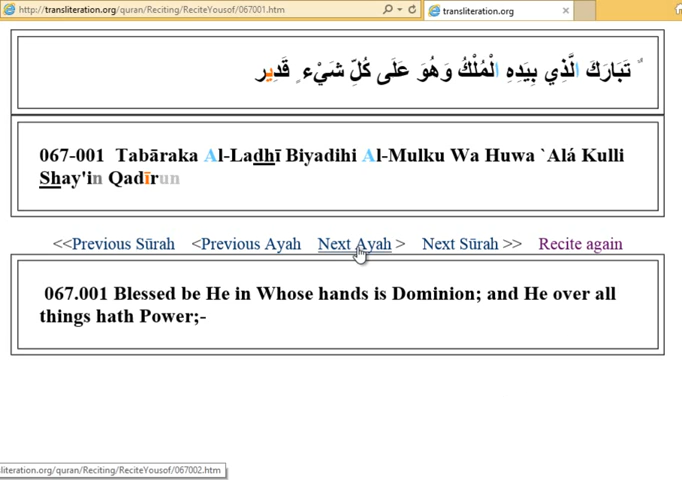 http://transliteration.org/quran/Reciting/ReciteYousof/067001.htm
transliteration.org
تَبَارَكَ الَّذِي بِيَدِهِ الْمُلْكُ وَهُوَ عَلَى كُلِّ شَيْء ٍ قَدِير ٌ
067-001 Tabāraka Al-Ladhī Biyadihi Al-Mulku Wa Huwa `Alá Kulli
Shay'in Qadīrun
<<Previous Sūrah <Previous Ayah Next Ayah > Next Sūrah >> Recite again
067.001 Blessed be He in Whose hands is Dominion; and He over all
things hath Power;-
sliteration.org/quran/Reciting/ReciteYousof/067002.htm